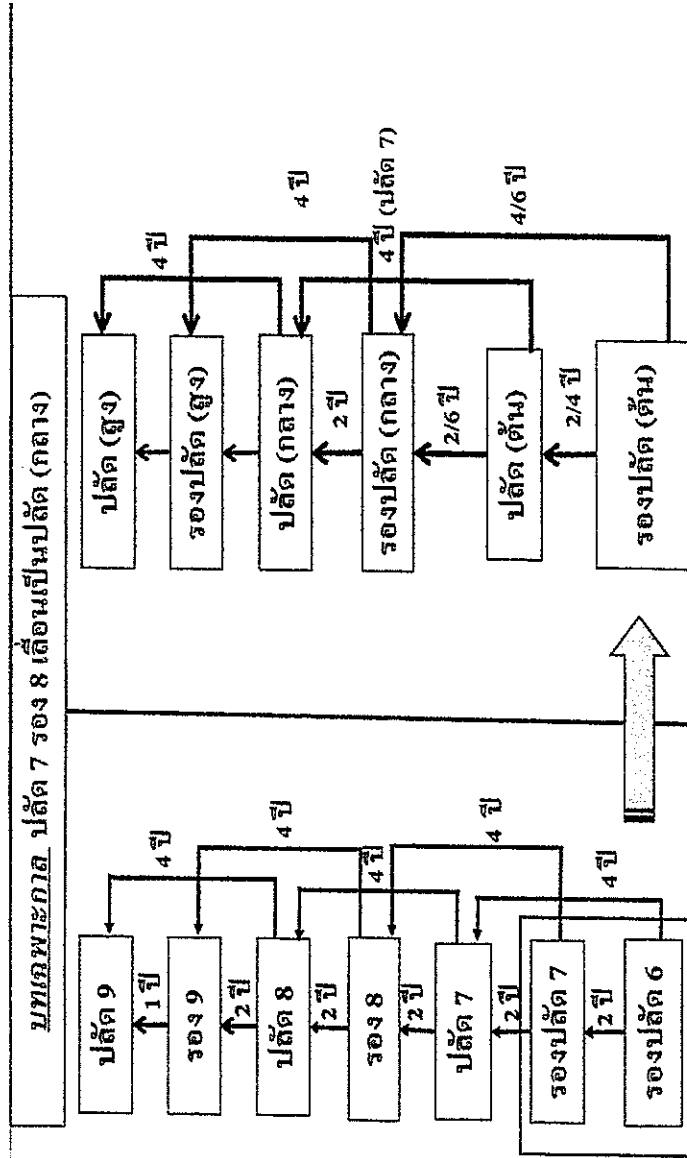 บทเฉพาะกาล ปลัด 7 รอง 8 เลื่อนเป็นปลัด (กลาง)
ปลัด 9
1 ปี
4 ปี
รอง 9
2 ปี
4 ปี
ปลัด 8
2 ปี
4 ปี
รอง 8
2 ปี
4 ปี
ปลัด 7
2 ปี
รองปลัด 7
2 ปี
4 ปี
รองปลัด 6
ปลัด (สูง)
4 ปี
รองปลัด (สูง)
4 ปี
ปลัด (กลาง)
2 ปี
4 ปี (ปลัด 7)
รองปลัด (กลาง)
2/6 ปี
4/6 ปี
ปลัด (ต้น)
2/4 ปี
รองปลัด (ต้น)